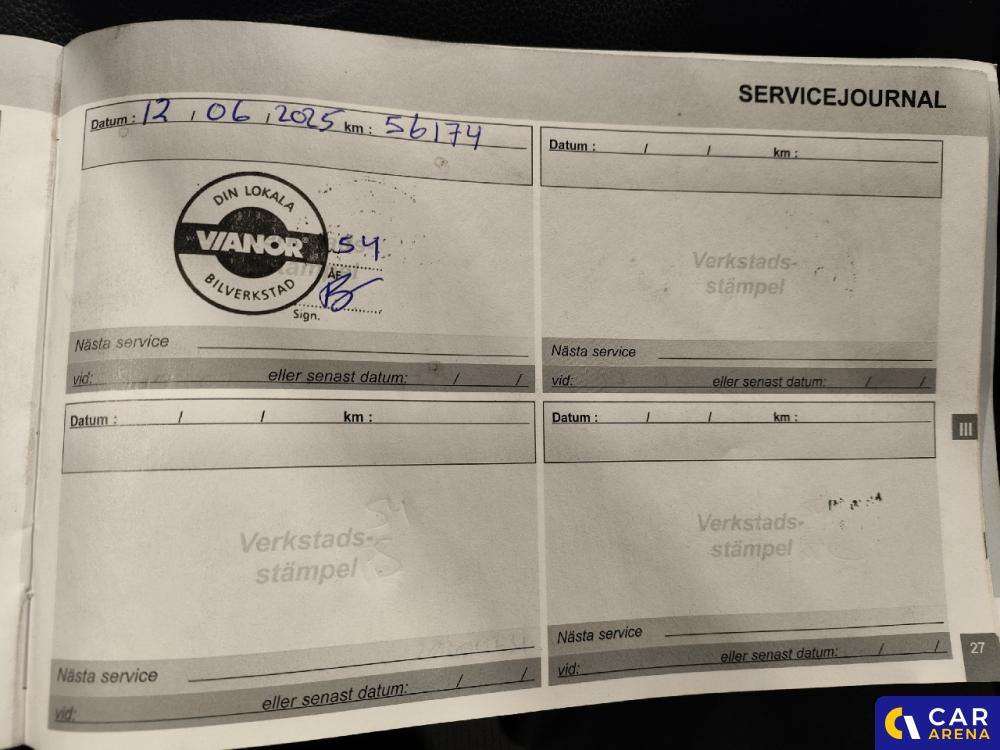 SERVICEJOURNAL
Datum : 12 / 06 / 2025 km : 56174
DIN LOKALA
VIANOR®
BILVERKSTAD
54
ÅF
Sign.
Nästa service
vid: eller senast datum: / /
Datum : / / km :
Verkstads-
stämpel
Nästa service
vid: eller senast datum: / /
Datum : / / km :
Verkstads-
stämpel
Nästa service
vid: eller senast datum: / /
Datum : / / km :
Verkstads-
stämpel
Nästa service
vid: eller senast datum: / /
III
27
CAR
ARENA